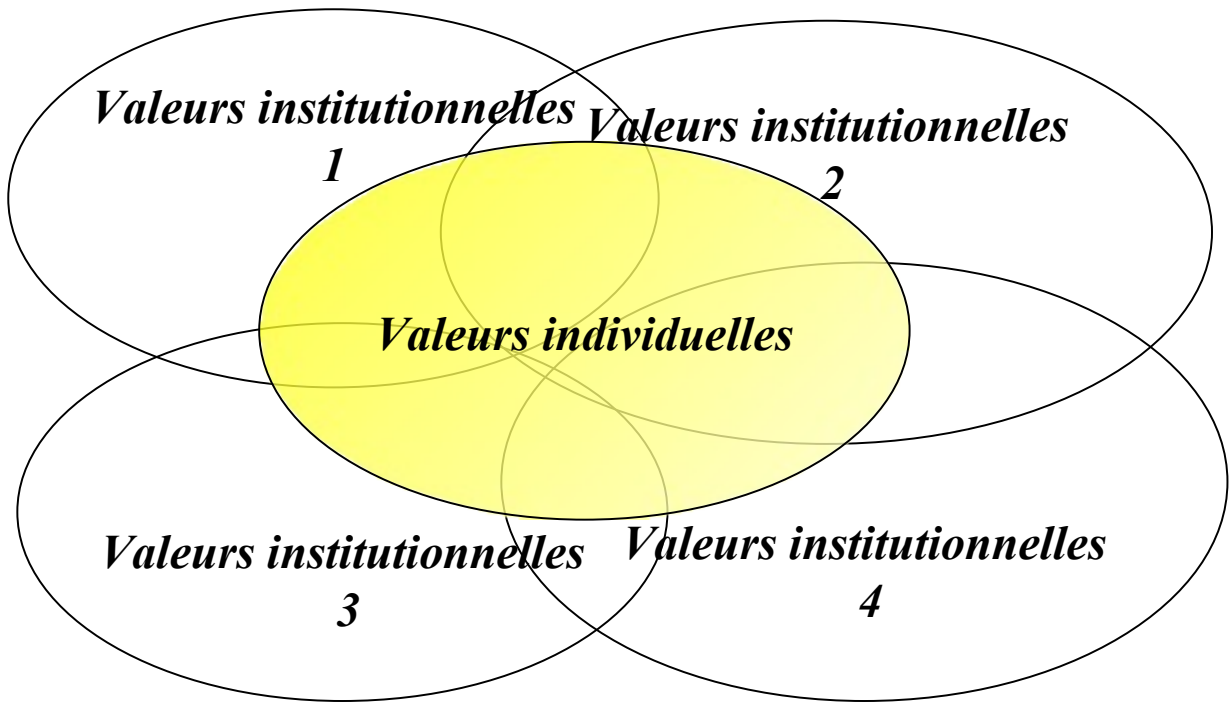 Valeurs institutionnelles
1
Valeurs institutionnelles
2
Valeurs individuelles
Valeurs institutionnelles
3
Valeurs institutionnelles
4